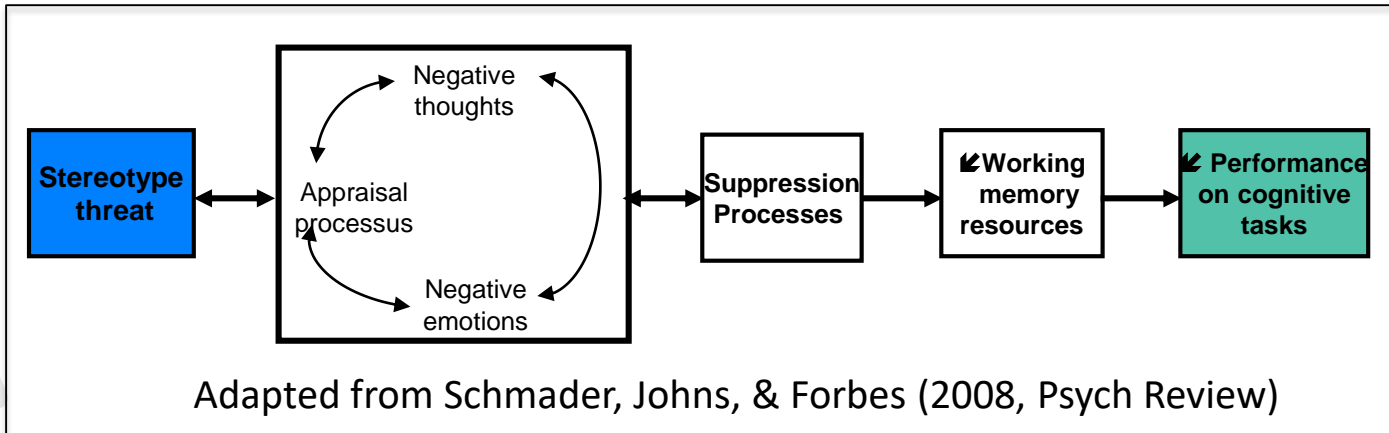 Stereotype
threat
Negative
thoughts
Appraisal
processus
Negative
emotions
Suppression
Processes
🡿Working
memory
resources
🡿 Performance
on cognitive
tasks
Adapted from Schmader, Johns, & Forbes (2008, Psych Review)